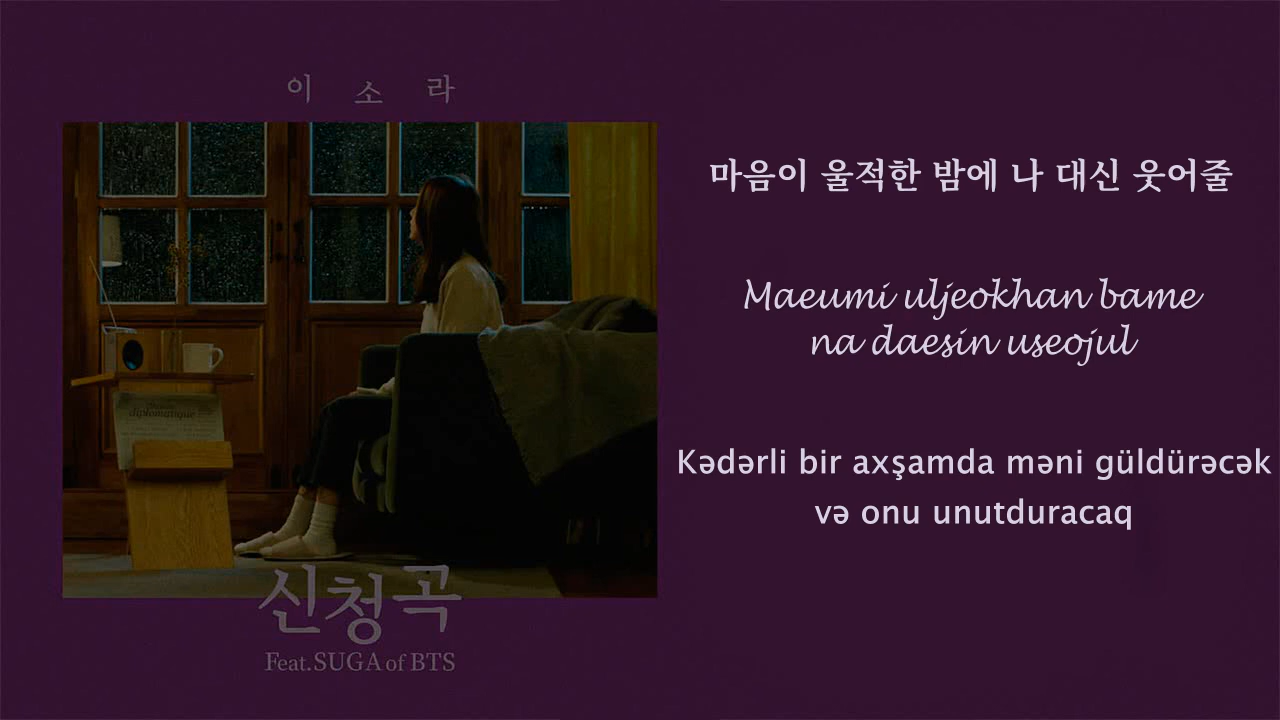 이 소 라
diplomatique
신청곡
Feat. SUGA of BTS
마음이 울적한 밤에 나 대신 웃어줄
Maeumi uljeokhan bame
na daesin useojul
Kədərli bir axşamda məni güldürəcək
və onu unutduracaq